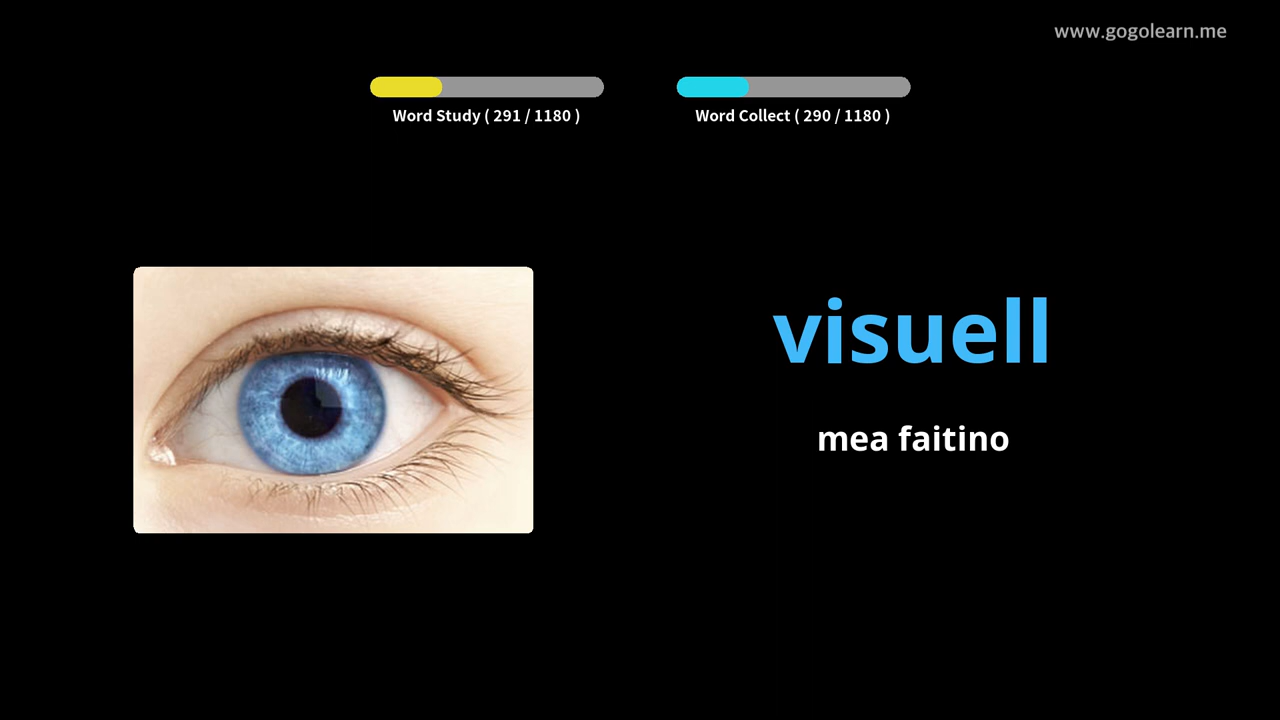 www.gogolearn.me
Word Study ( 291 / 1180 )
Word Collect ( 290 / 1180 )
visuell
mea faitino